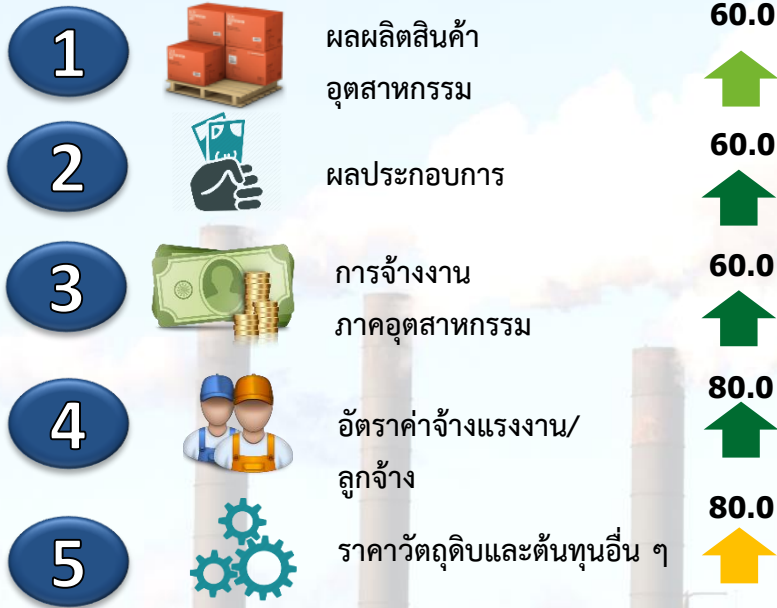 1
ผลผลิตสินค้า
อุตสาหกรรม
60.0
2
ผลประกอบการ
60.0
3
การจ้างงาน
ภาคอุตสาหกรรม
60.0
4
อัตราค่าจ้างแรงงาน/
ลูกจ้าง
80.0
5
ราคาวัตถุดิบและต้นทุนอื่น ๆ
80.0